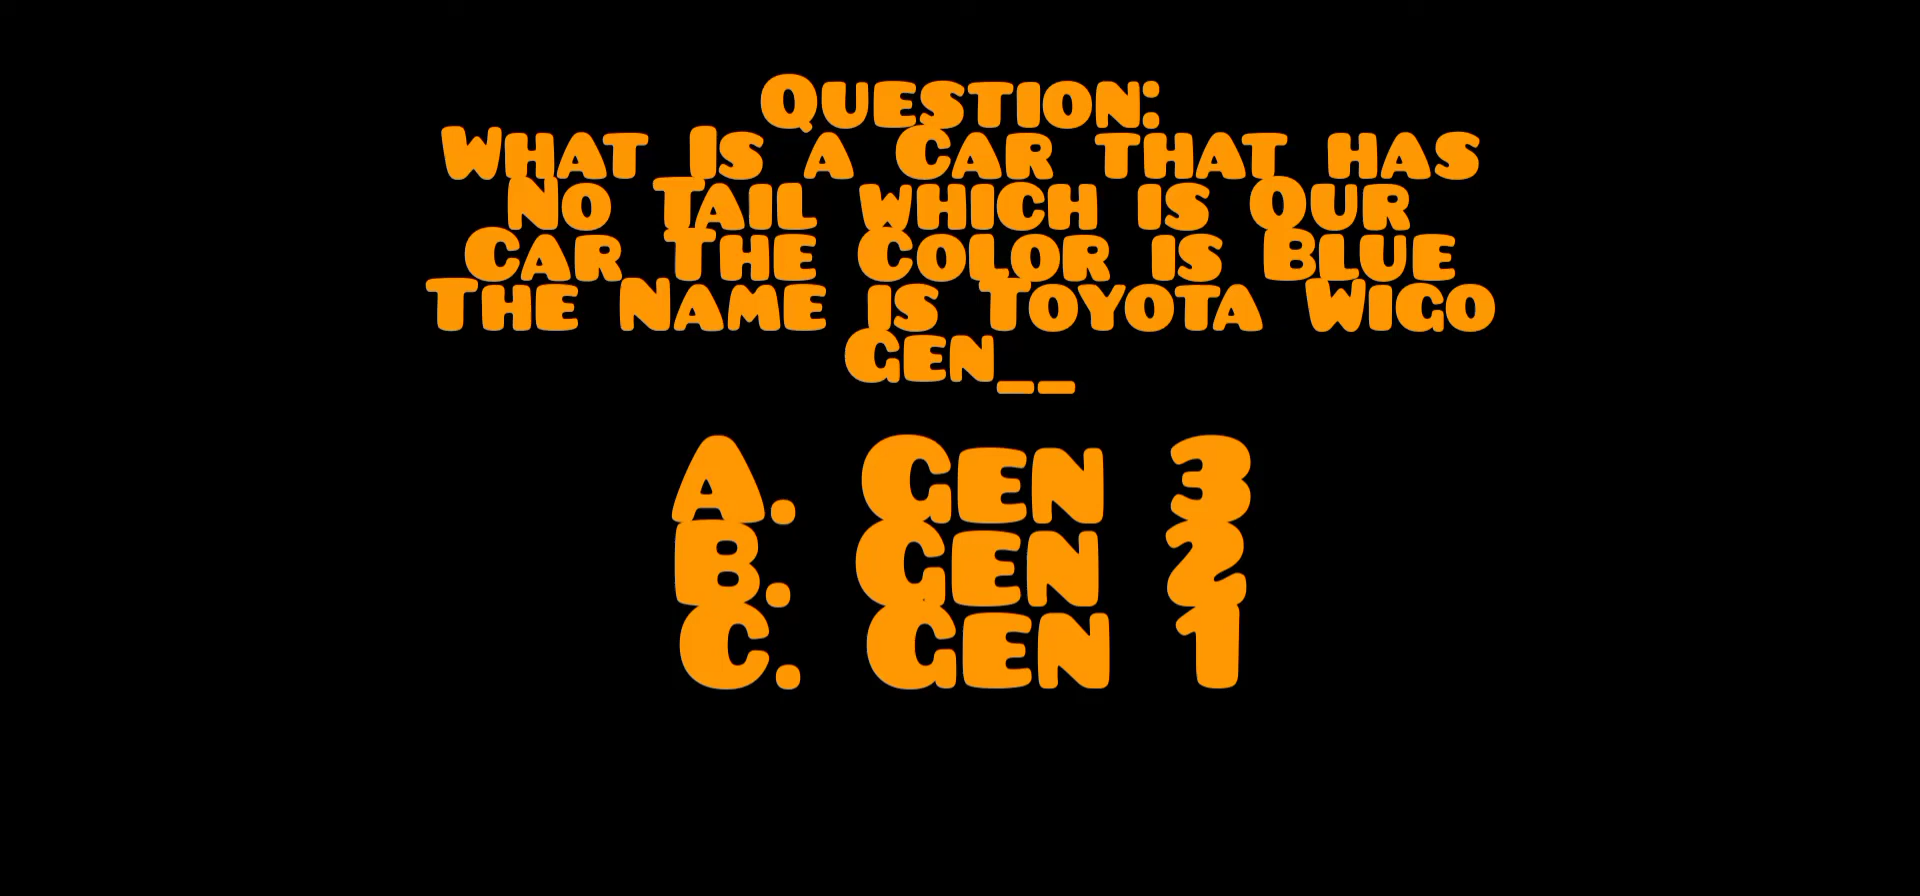 Question:
What Is a Car that has
No Tail which is Our
Car The Color is Blue
The Name is Toyota Wigo
Gen__
A. Gen 3
B. Gen 2
C. Gen 1